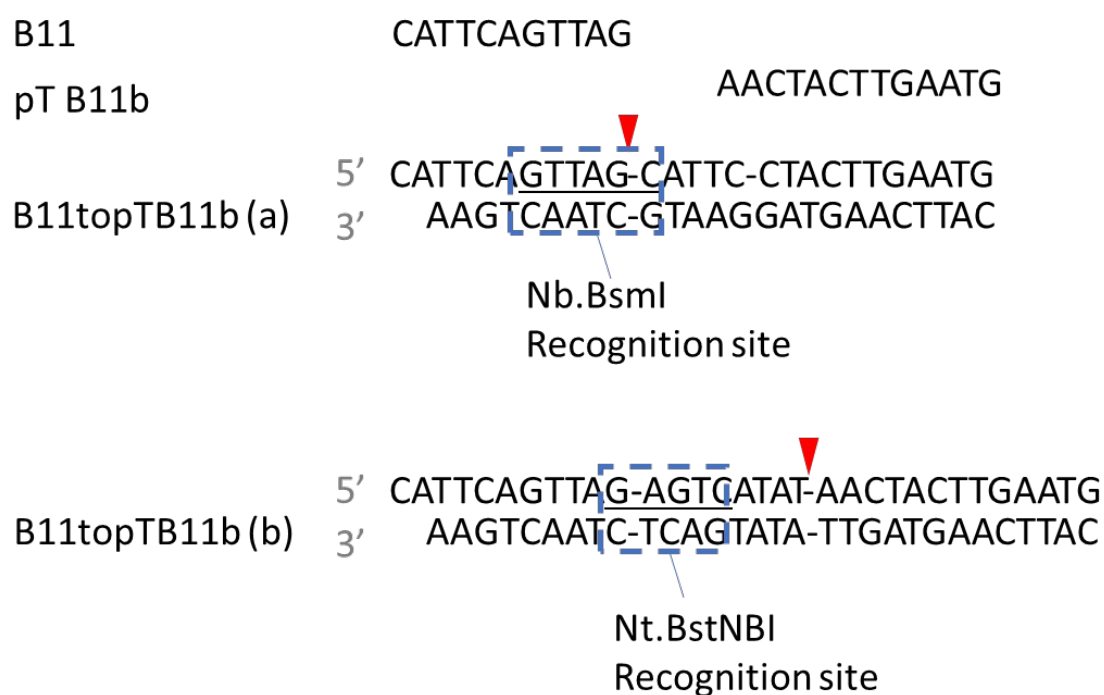 B11 CATTCAGTTAG
pT B11b AACTACTTGAATG
5’ CATTCAGTTAG-CATTC-CTACTTGAATG
B11topTB11b (a) 3’ AAGTCAATC-GTAAGGATGAACTTAC
Nb.BsmI
Recognition site
5’ CATTCAGTTAG-AGTCATAT-AACTACTTGAATG
B11topTB11b (b) 3’ AAGTCAATC-TCAGTATA-TTGATGAACTTAC
Nt.BstNBI
Recognition site